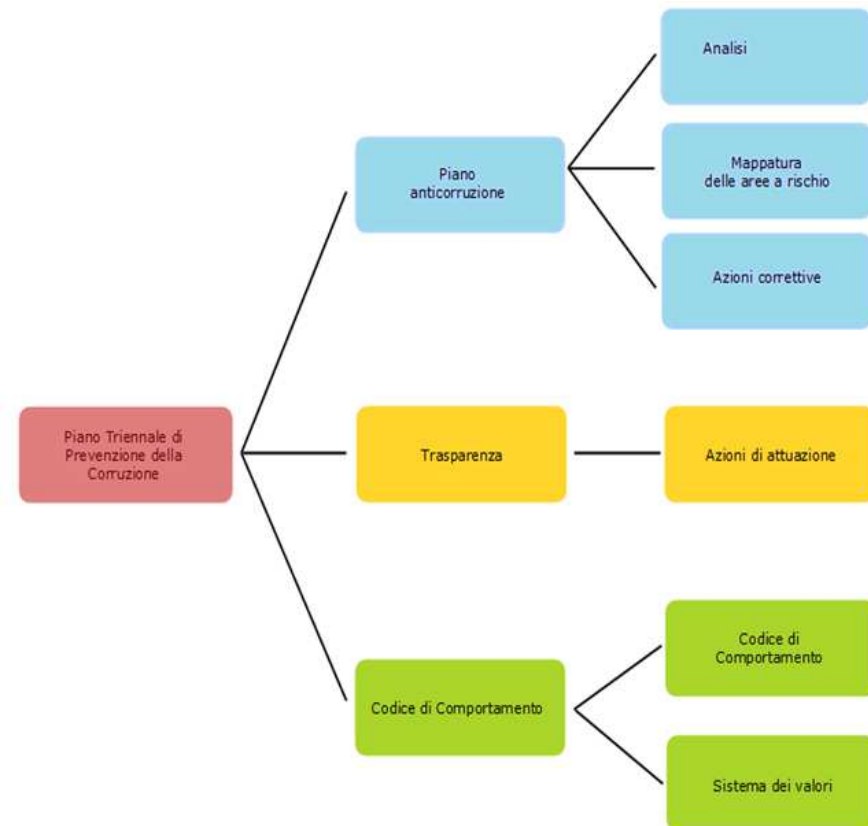 Analisi
Piano
anticorruzione
Mappatura
delle aree a rischio
Azioni correttive
Piano Triennale di
Prevenzione della
Corruzione
Trasparenza
Azioni di attuazione
Codice di Comportamento
Codice di
Comportamento
Sistema dei valori